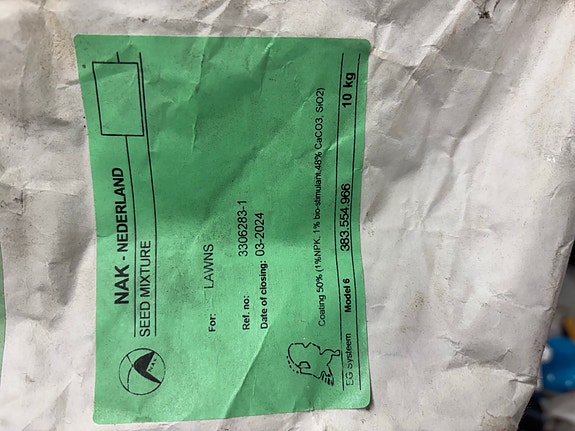 NAK - NEDERLAND
SEED MIXTURE
For: LAWNS
Ref. no: 3306283-1
Date of closing: 03-2024
Coating 50% (1%NPK, 1% bio-stimulant,48% CaCO3, SiO2)
EG Systeem Model 6 383.554.966 10 kg